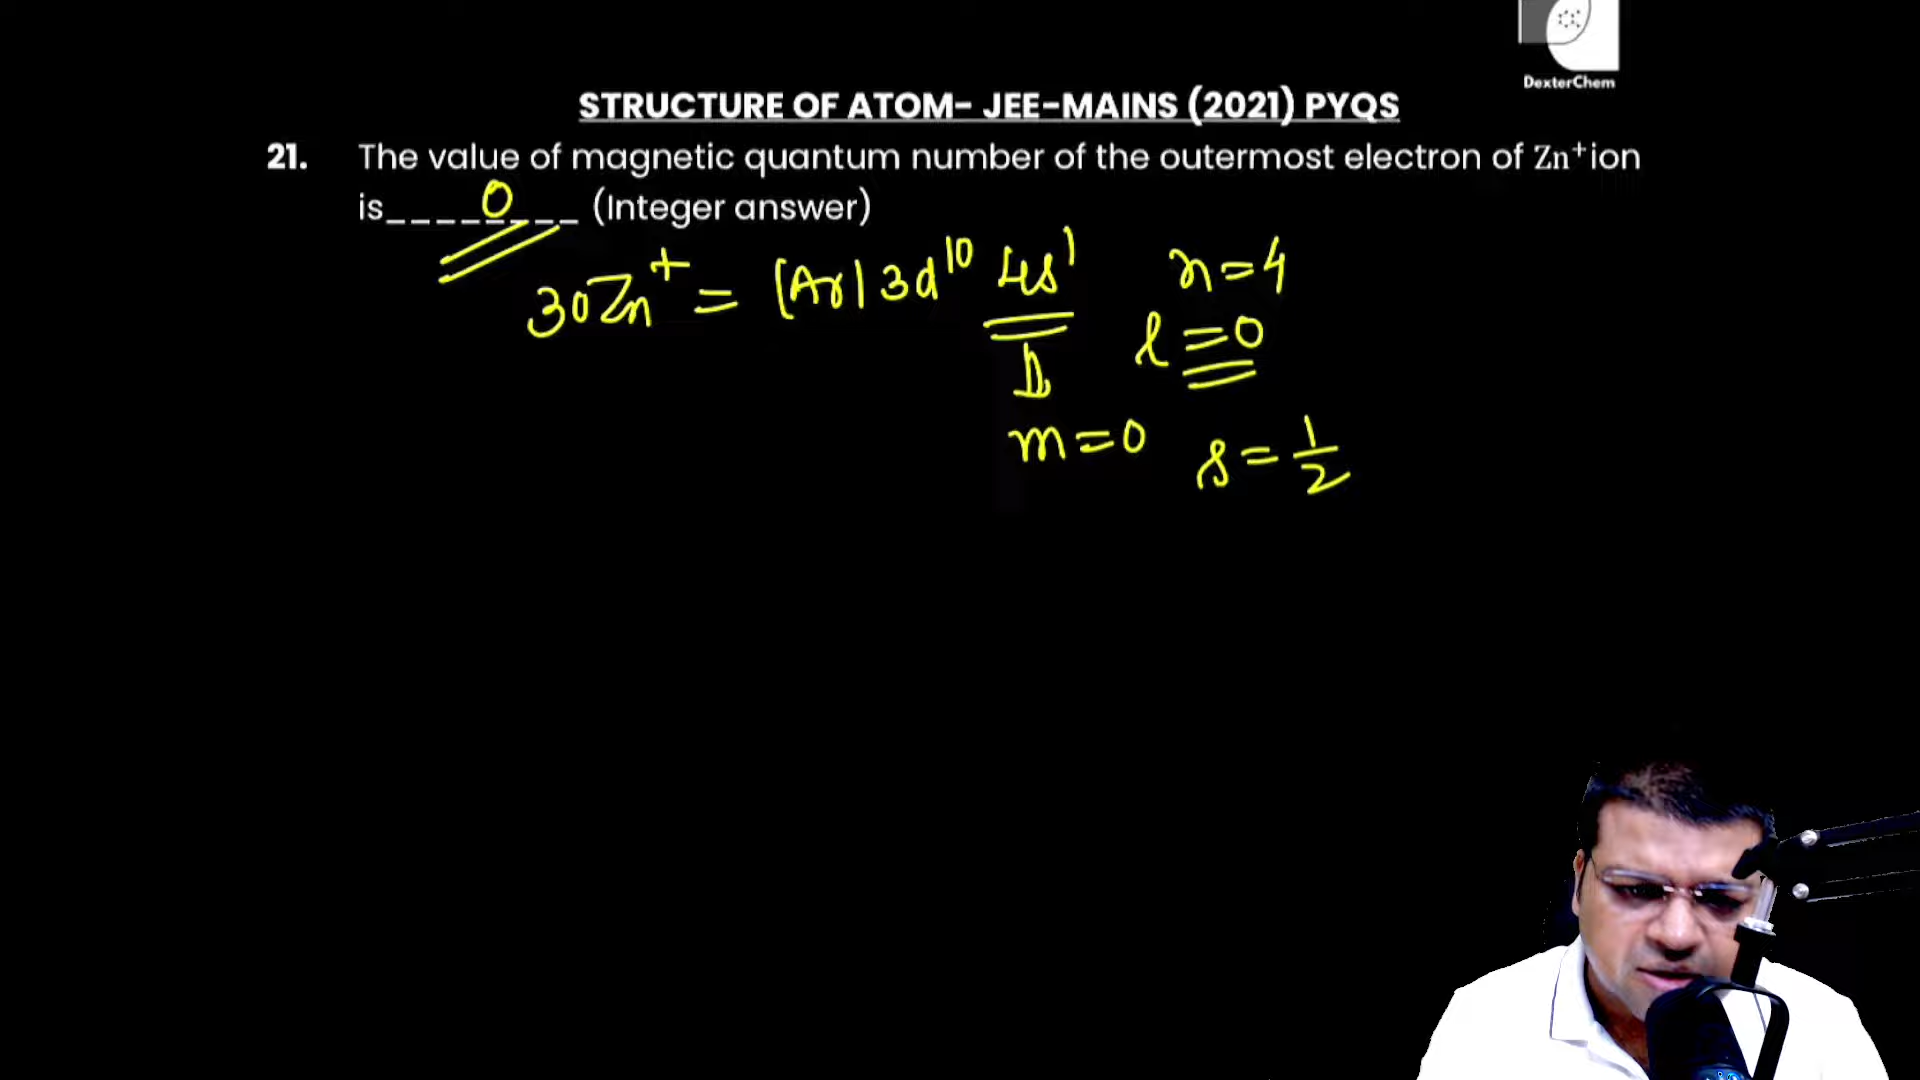 DexterChem
STRUCTURE OF ATOM- JEE-MAINS (2021) PYQS
21. The value of magnetic quantum number of the outermost electron of Zn⁺ion
is____0____ (Integer answer)
30Zn⁺ = [Ar] 3d¹⁰ 4s¹ n=4
l=0
m=0 s=1/2